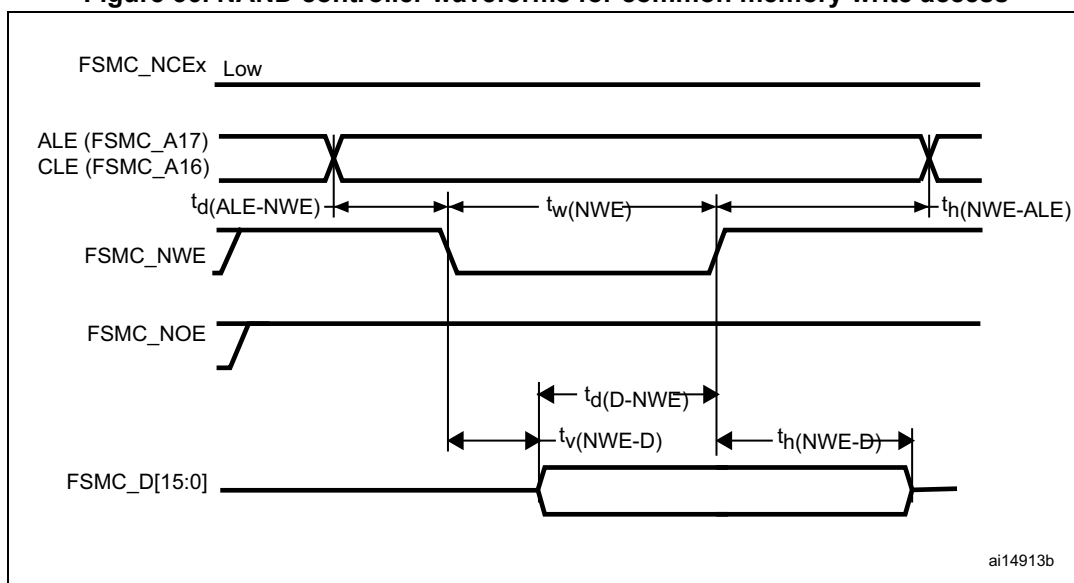 Figure 60. NAND controller waveforms for common memory write access
FSMC_NCEx Low
ALE (FSMC_A17)
CLE (FSMC_A16)
td(ALE-NWE) tw(NWE) th(NWE-ALE)
FSMC_NWE
FSMC_NOE
td(D-NWE)
tv(NWE-D) th(NWE-D)
FSMC_D[15:0]
ai14913b